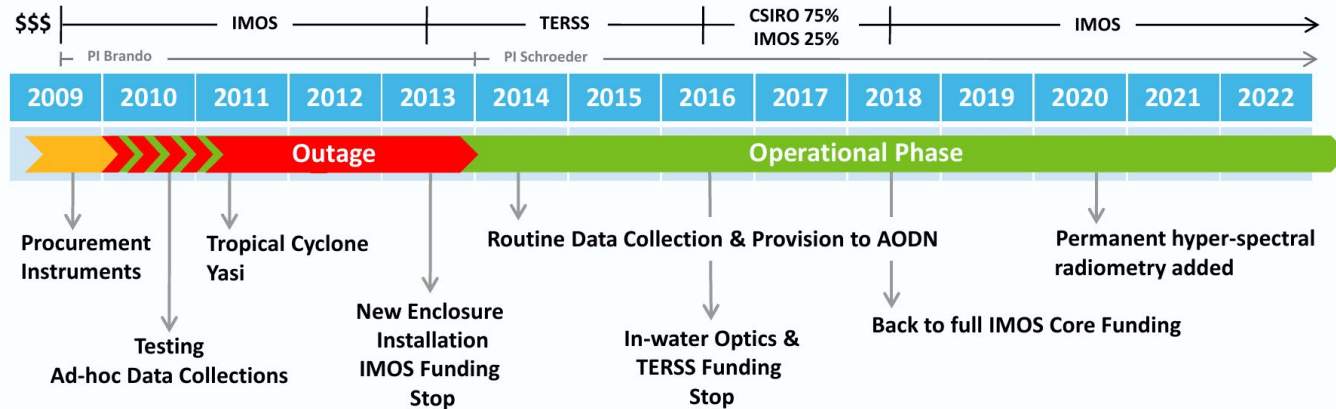 $$$
IMOS
TERSS
CSIRO 75%
IMOS 25%
IMOS
PI Brando
PI Schroeder
2009 2010 2011 2012 2013 2014 2015 2016 2017 2018 2019 2020 2021 2022
Outage
Operational Phase
Procurement
Instruments
Tropical Cyclone
Yasi
Routine Data Collection & Provision to AODN
Permanent hyper-spectral
radiometry added
Testing
Ad-hoc Data Collections
New Enclosure
Installation
IMOS Funding
Stop
In-water Optics &
TERSS Funding
Stop
Back to full IMOS Core Funding